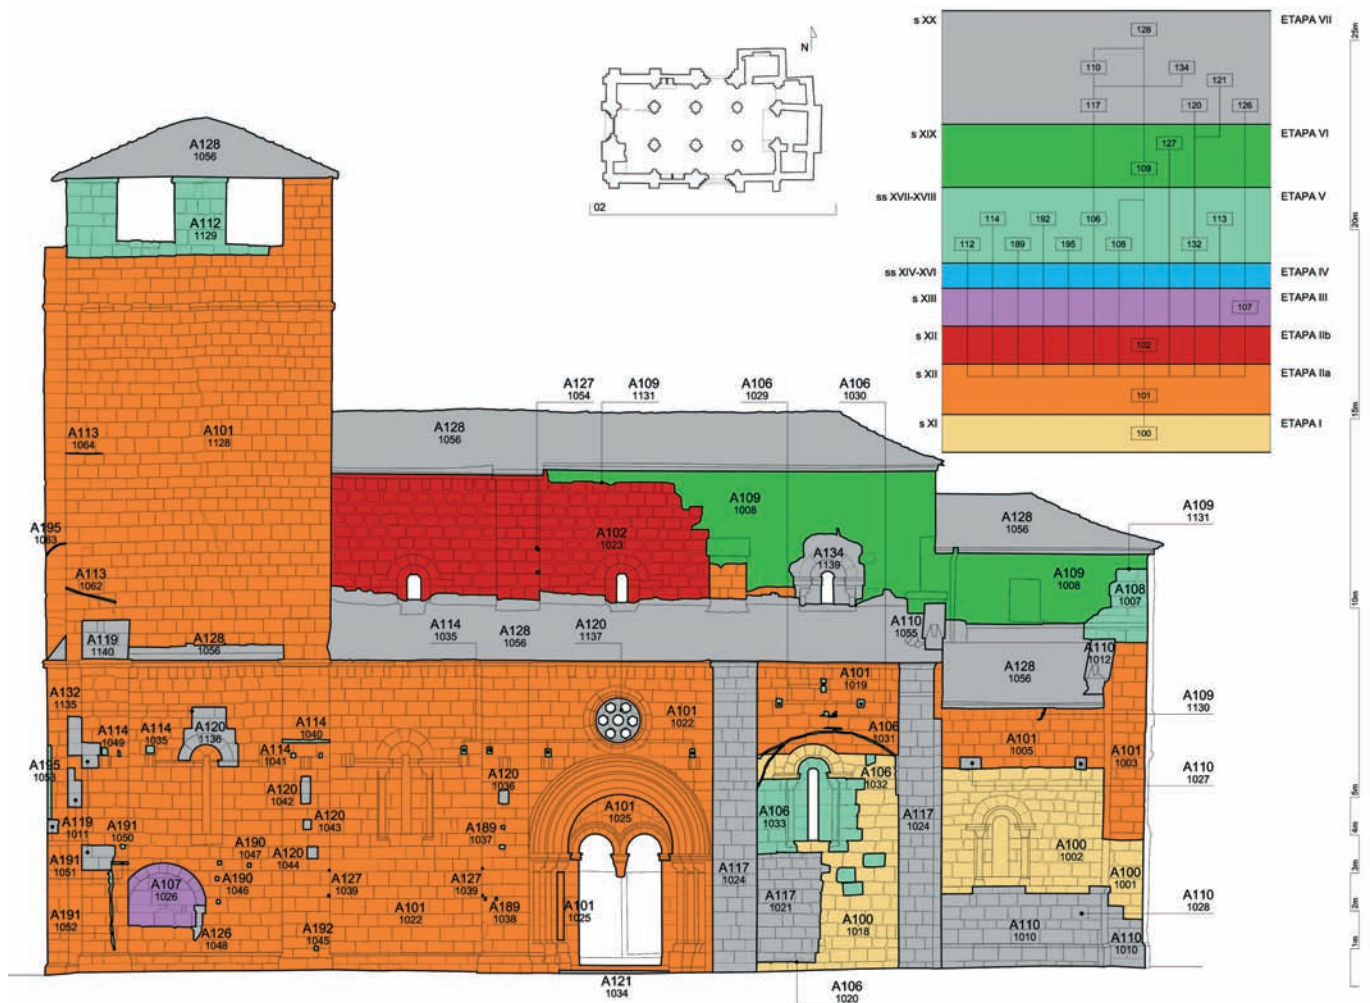 s XX
ETAPA VII
128
110
134
121
117
120
126
s XIX
ETAPA VI
127
109
ss XVII-XVIII
ETAPA V
114
192
106
113
112
189
195
108
132
ss XIV-XVI
ETAPA IV
s XIII
ETAPA III
107
s XII
ETAPA IIb
102
s XII
ETAPA IIa
101
s XI
ETAPA I
100
N
02
25m
20m
15m
10m
5m
4m
3m
2m
1m
A128
1056
A112
1129
A113
1064
A101
1128
A195
1063
A113
1062
A119
1140
A128
1056
A127
1054
A109
1131
A106
1029
A106
1030
A128
1056
A109
1008
A102
1023
A134
1139
A128
1056
A109
1131
A109
1008
A108
1007
A114
1035
A128
1056
A120
1137
A110
1055
A128
1056
A110
1012
A132
1135
A114
1049
A114
1035
A120
1136
A114
1040
A114
1041
A101
1022
A101
1019
A106
1031
A109
1130
A101
1005
A101
1003
A195
1053
A120
1042
A120
1036
A106
1032
A110
1027
A119
1011
A191
1050
A120
1043
A189
1037
A101
1025
A106
1033
A117
1024
A100
1002
A191
1051
A190
1047
A120
1044
A107
1026
A190
1046
A127
1039
A127
1039
A117
1024
A117
1021
A100
1001
A191
1052
A126
1048
A192
1045
A101
1022
A189
1038
A101
1025
A100
1018
A110
1010
A110
1028
A110
1010
A121
1034
A106
1020